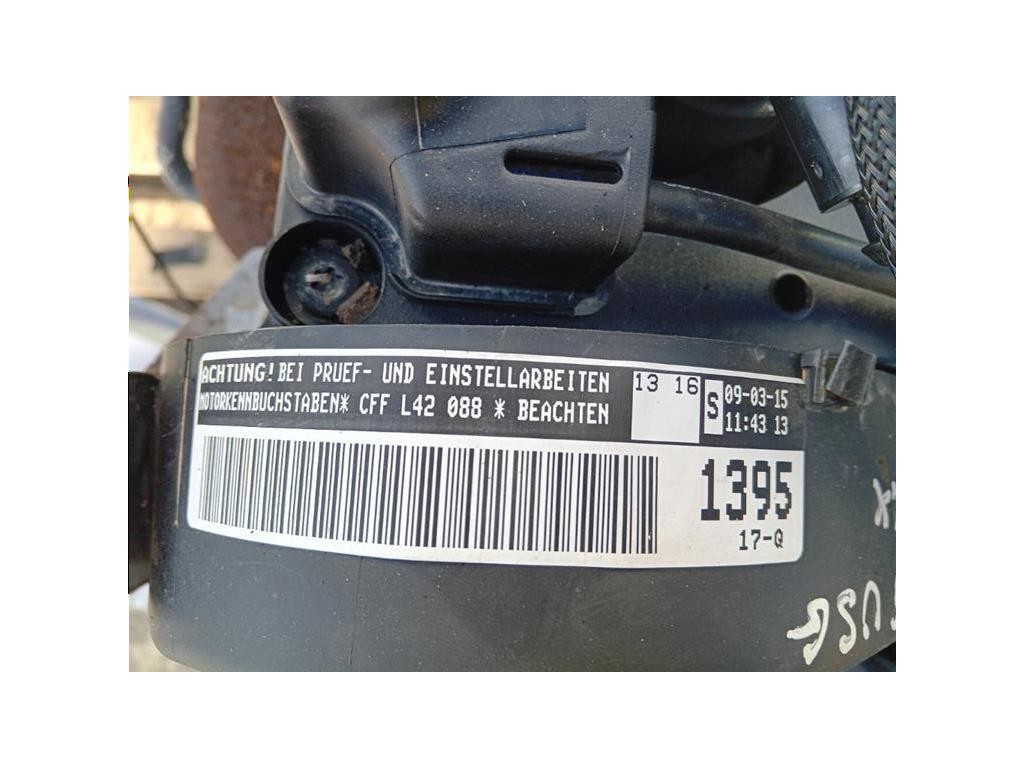 ACHTUNG! BEI PRUEF- UND EINSTELLARBEITEN
MOTORKENNBUCHSTABEN* CFF L42 088 * BEACHTEN
13 16
S
09-03-15
11:43 13
1395
17-Q